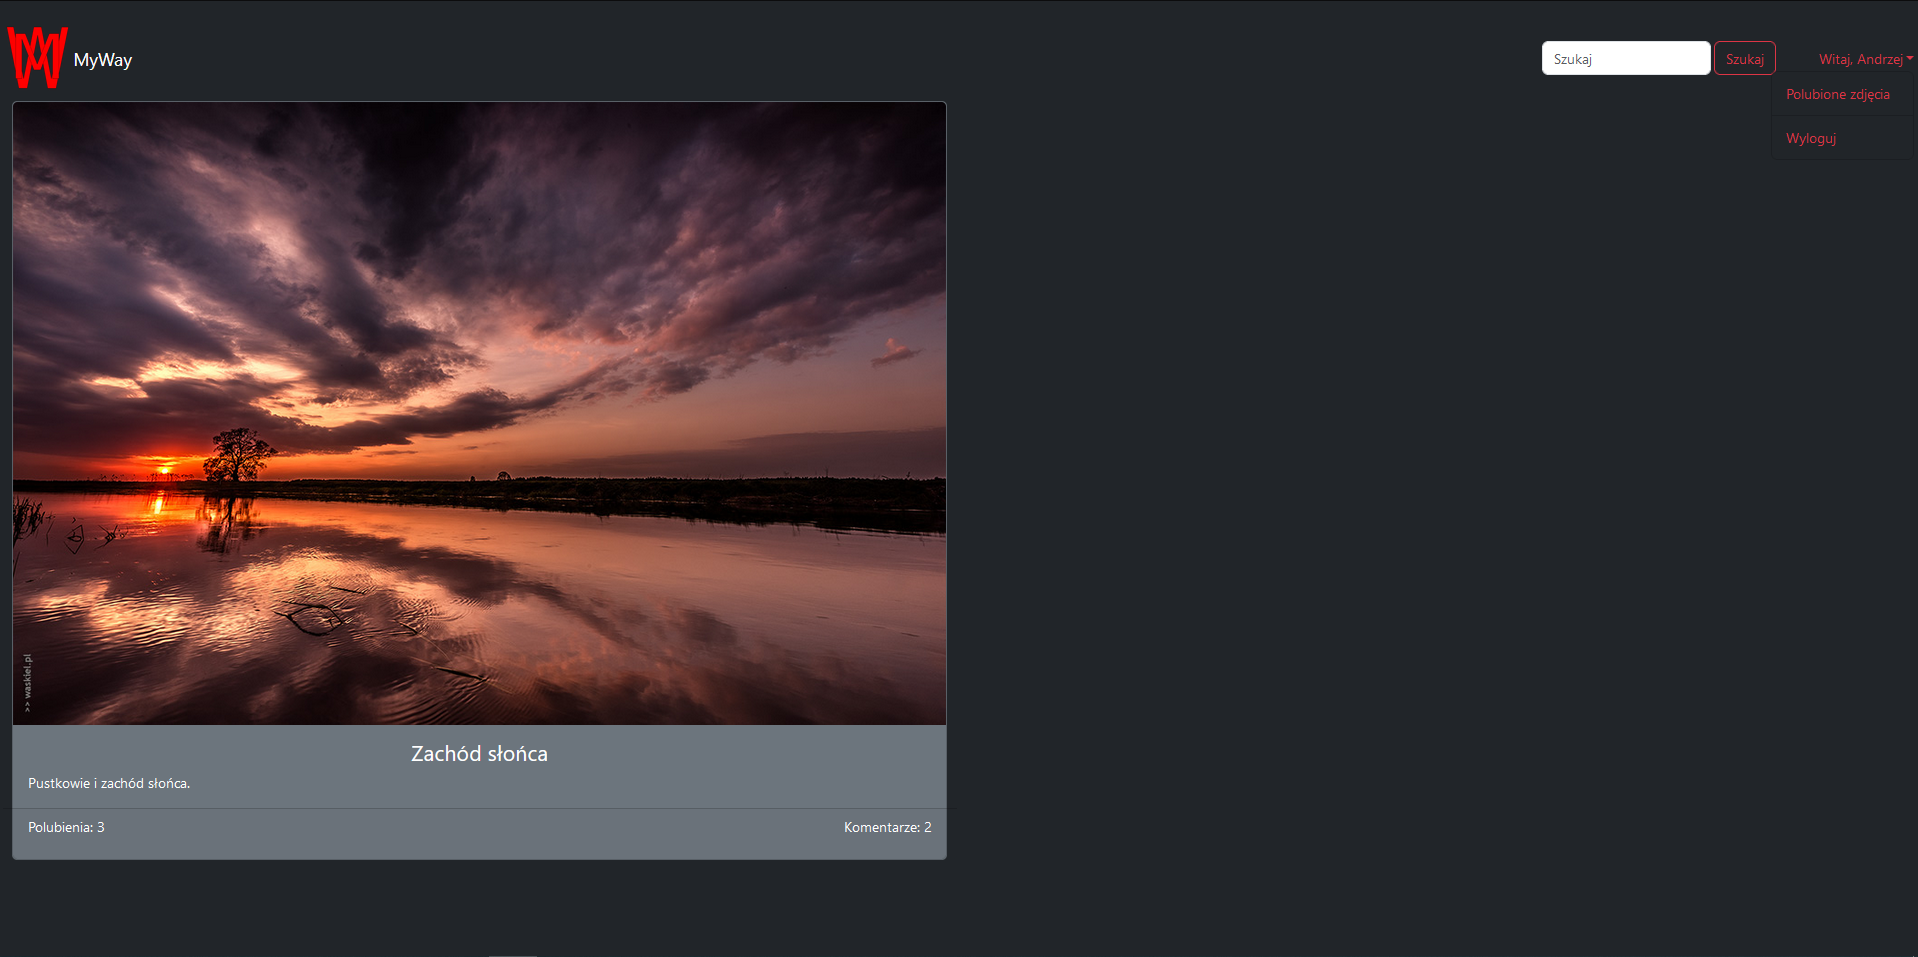 MyWay
Szukaj
Szukaj
Witaj, Andrzej
Polubione zdjęcia
Wyloguj
>> waskiel.pl
Zachód słońca
Pustkowie i zachód słońca.
Polubienia: 3
Komentarze: 2